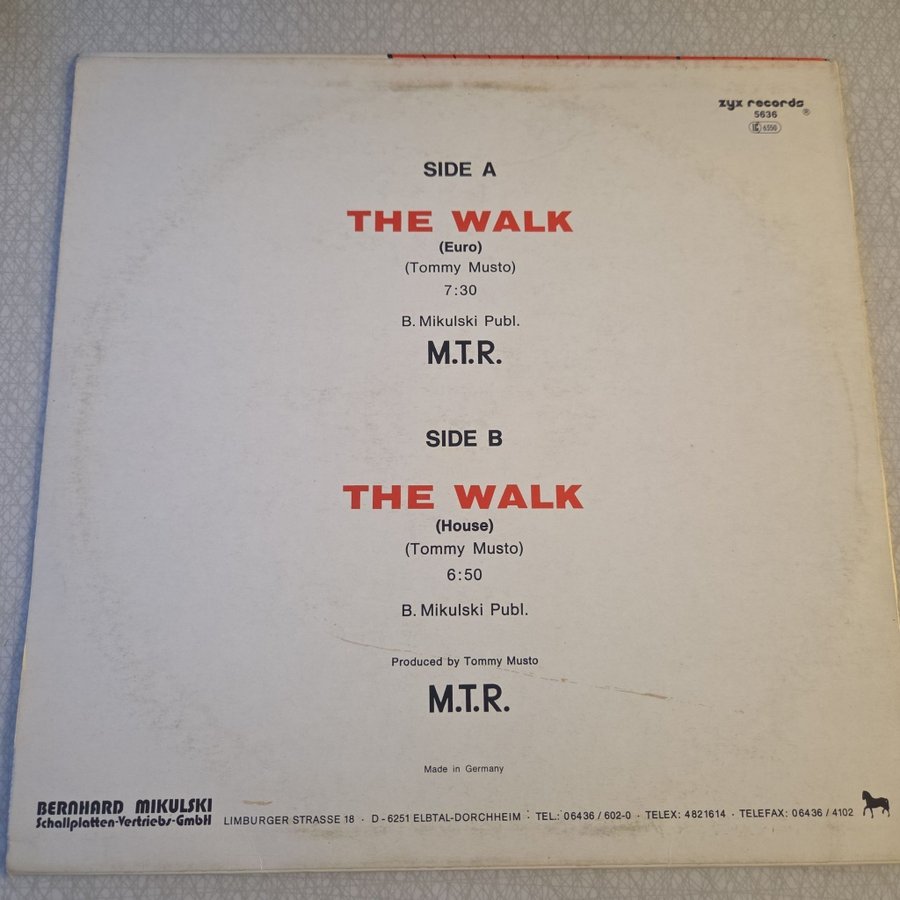 zyx records ®
5636
LC 6350
SIDE A
THE WALK
(Euro)
(Tommy Musto)
7:30
B. Mikulski Publ.
M.T.R.
SIDE B
THE WALK
(House)
(Tommy Musto)
6:50
B. Mikulski Publ.
Produced by Tommy Musto
M.T.R.
Made in Germany
BERNHARD MIKULSKI
Schallplatten-Vertriebs-GmbH
LIMBURGER STRASSE 18 · D-6251 ELBTAL-DORCHHEIM · TEL.: 06436 / 602-0 · TELEX: 4821614 · TELEFAX: 06436 / 4102